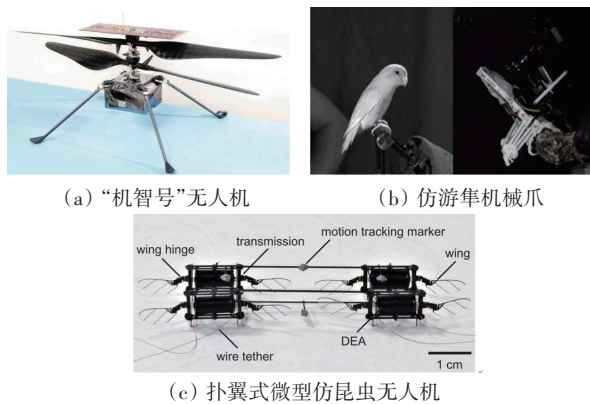 (a)“机智号”无人机
(b)仿游隼机械爪
motion tracking marker
transmission
wing hinge
wing
DEA
wire tether
1 cm
(c)扑翼式微型仿昆虫无人机